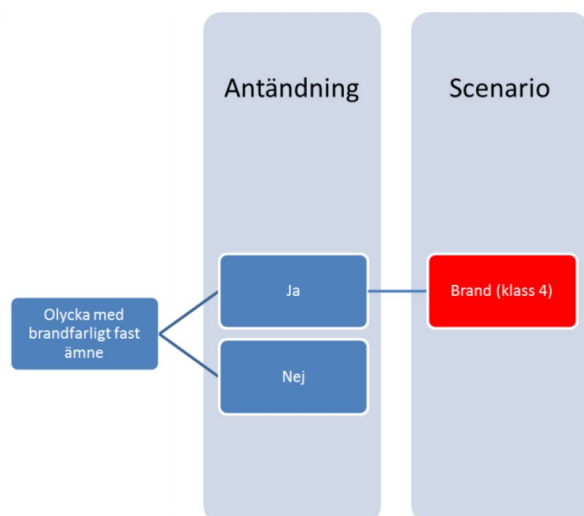 Antändning
Scenario
Ja
Brand (klass 4)
Olycka med
brandfarligt fast
ämne
Nej